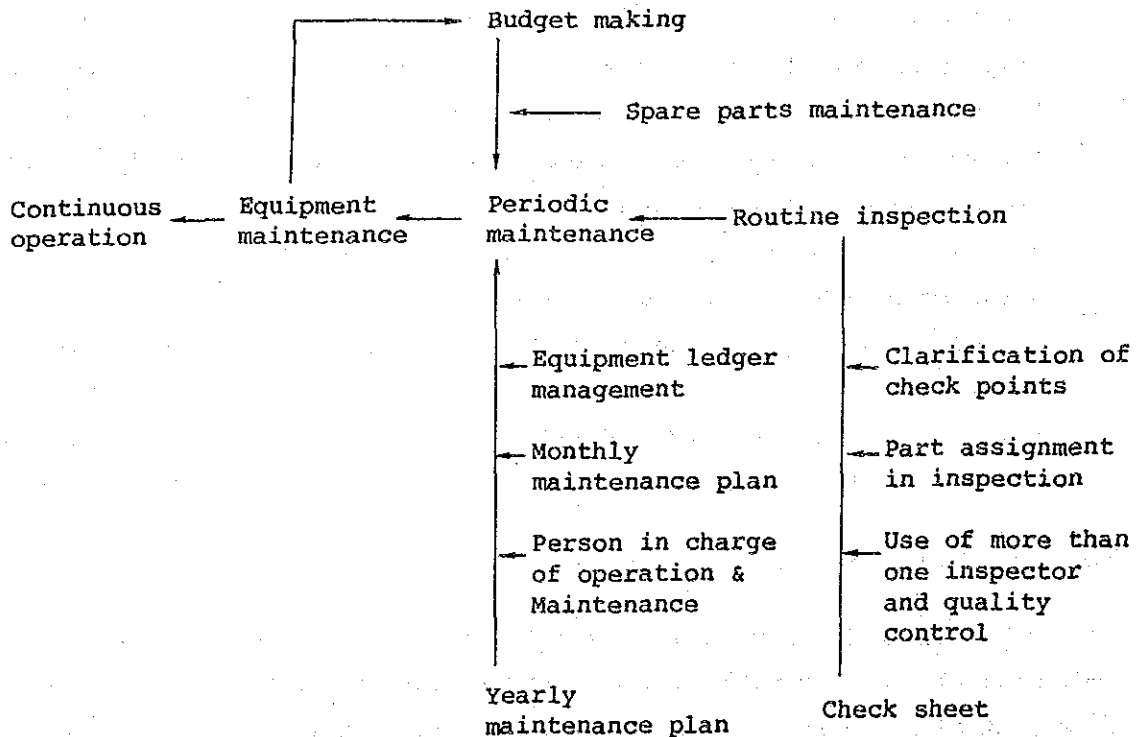 Budget making
Spare parts maintenance
Continuous
operation
Equipment
maintenance
Periodic
maintenance
Routine inspection
Equipment ledger
management
Monthly
maintenance plan
Person in charge
of operation &
Maintenance
Yearly
maintenance plan
Clarification of
check points
Part assignment
in inspection
Use of more than
one inspector
and quality
control
Check sheet